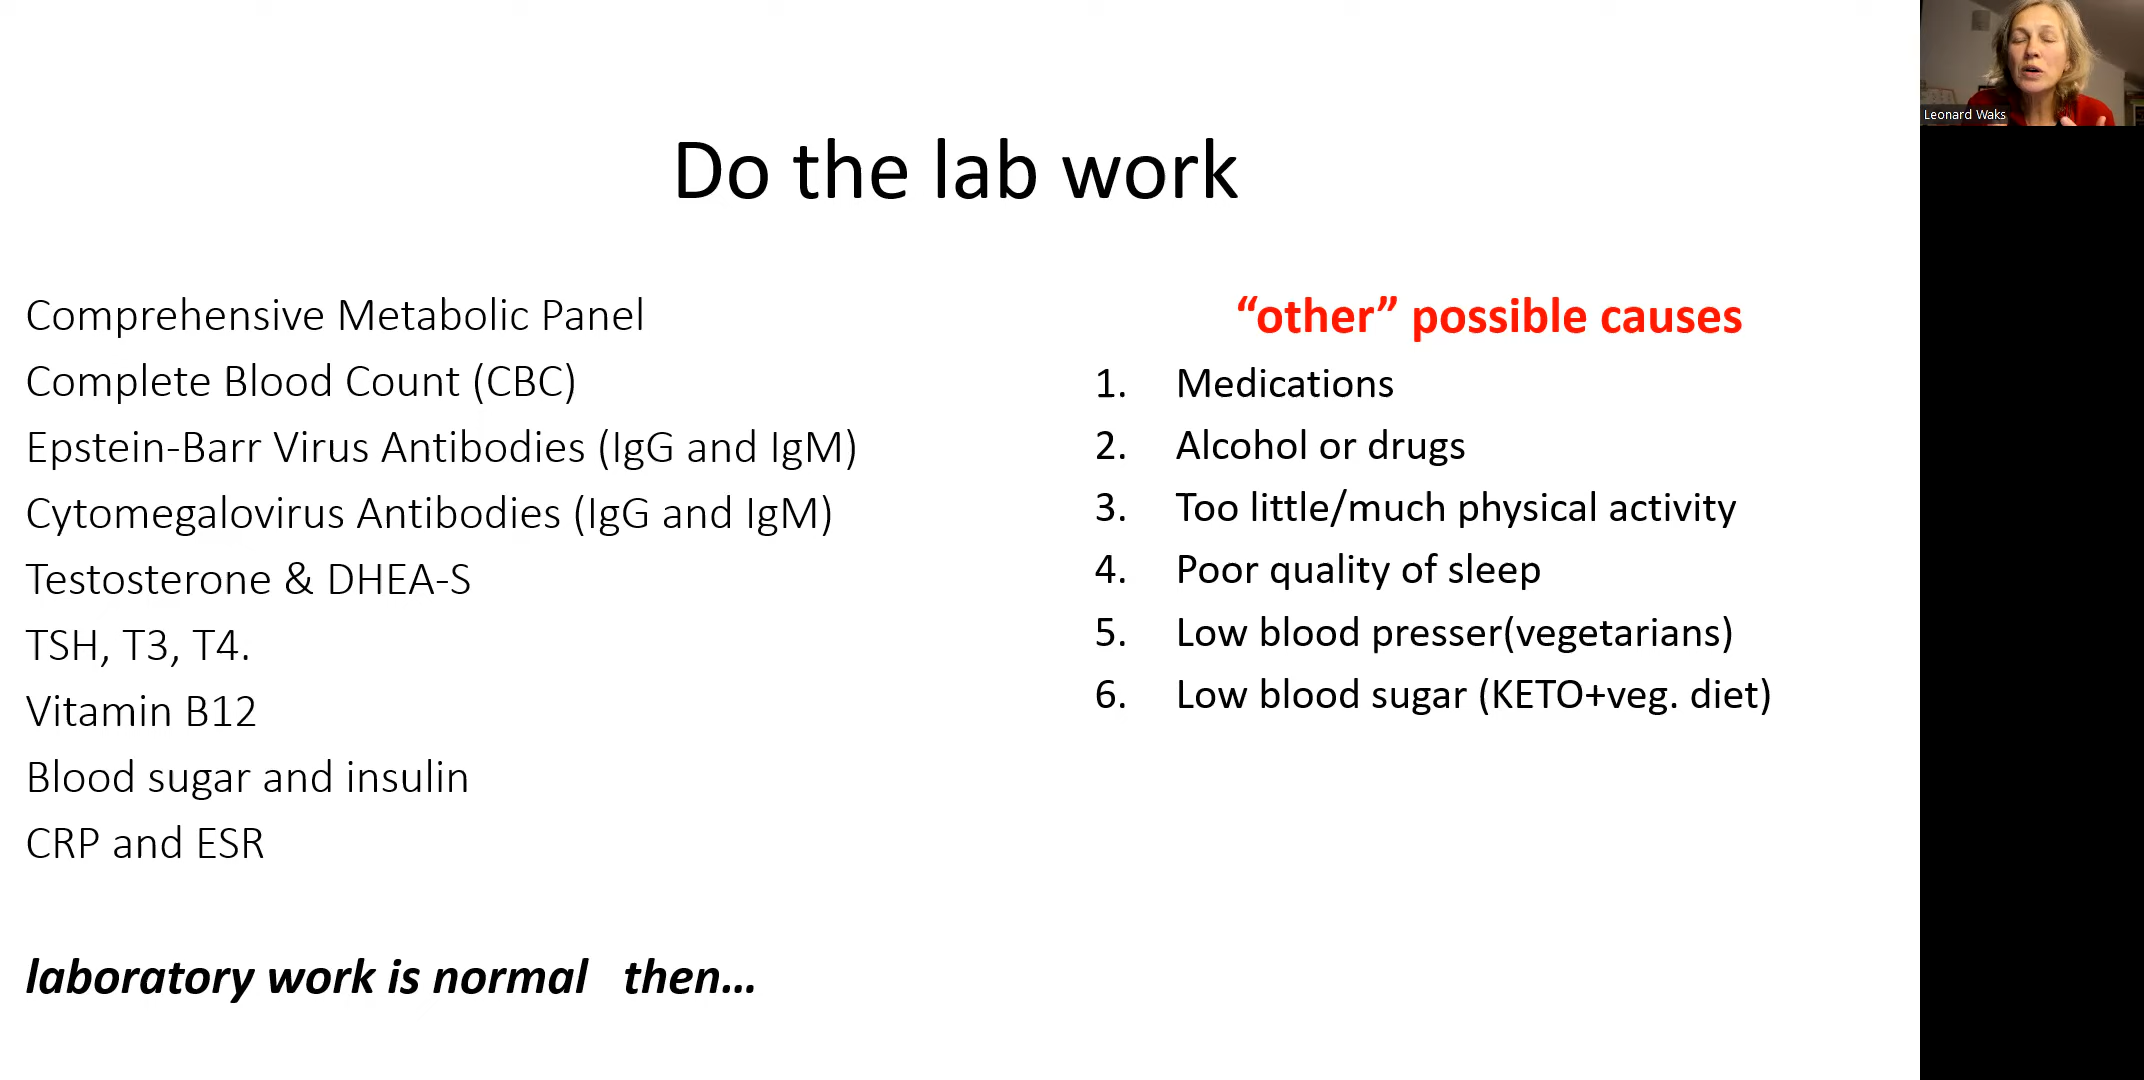 Do the lab work
Comprehensive Metabolic Panel
Complete Blood Count (CBC)
Epstein-Barr Virus Antibodies (IgG and IgM)
Cytomegalovirus Antibodies (IgG and IgM)
Testosterone & DHEA-S
TSH, T3, T4.
Vitamin B12
Blood sugar and insulin
CRP and ESR
laboratory work is normal then...
“other” possible causes
1. Medications
2. Alcohol or drugs
3. Too little/much physical activity
4. Poor quality of sleep
5. Low blood presser(vegetarians)
6. Low blood sugar (KETO+veg. diet)
Leonard Waks